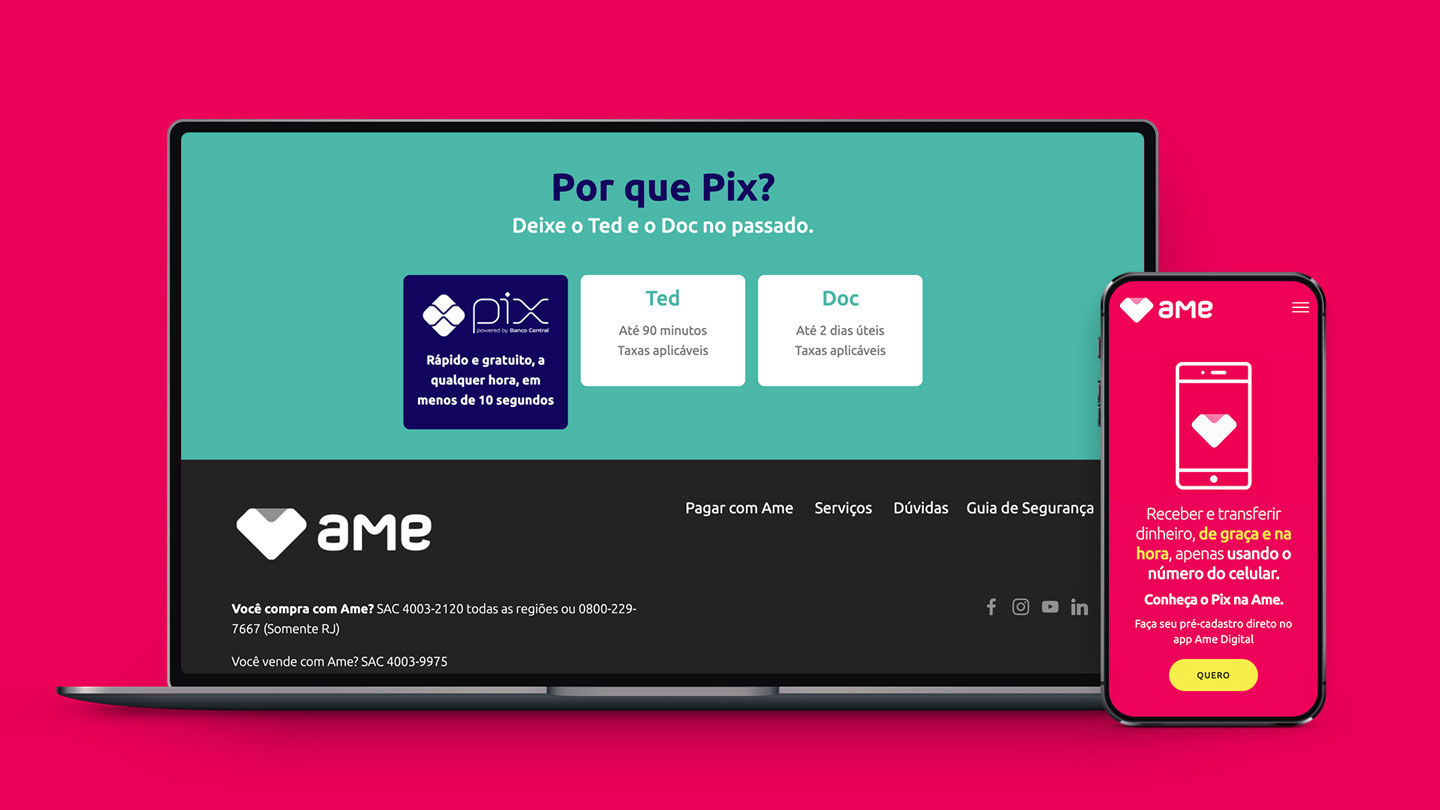 Por que Pix?
Deixe o Ted e o Doc no passado.
pix
powered by Banco Central
Rápido e gratuito, a
qualquer hora, em
menos de 10 segundos
Ted
Até 90 minutos
Taxas aplicáveis
Doc
Até 2 dias úteis
Taxas aplicáveis
ame
Pagar com Ame Serviços Dúvidas Guia de Segurança
Você compra com Ame? SAC 4003-2120 todas as regiões ou 0800-229-
7667 (Somente RJ)
Você vende com Ame? SAC 4003-9975
f
in
ame
Receber e transferir
dinheiro, de graça e na
hora, apenas usando o
número do celular.
Conheça o Pix na Ame.
Faça seu pré-cadastro direto no
app Ame Digital
QUERO